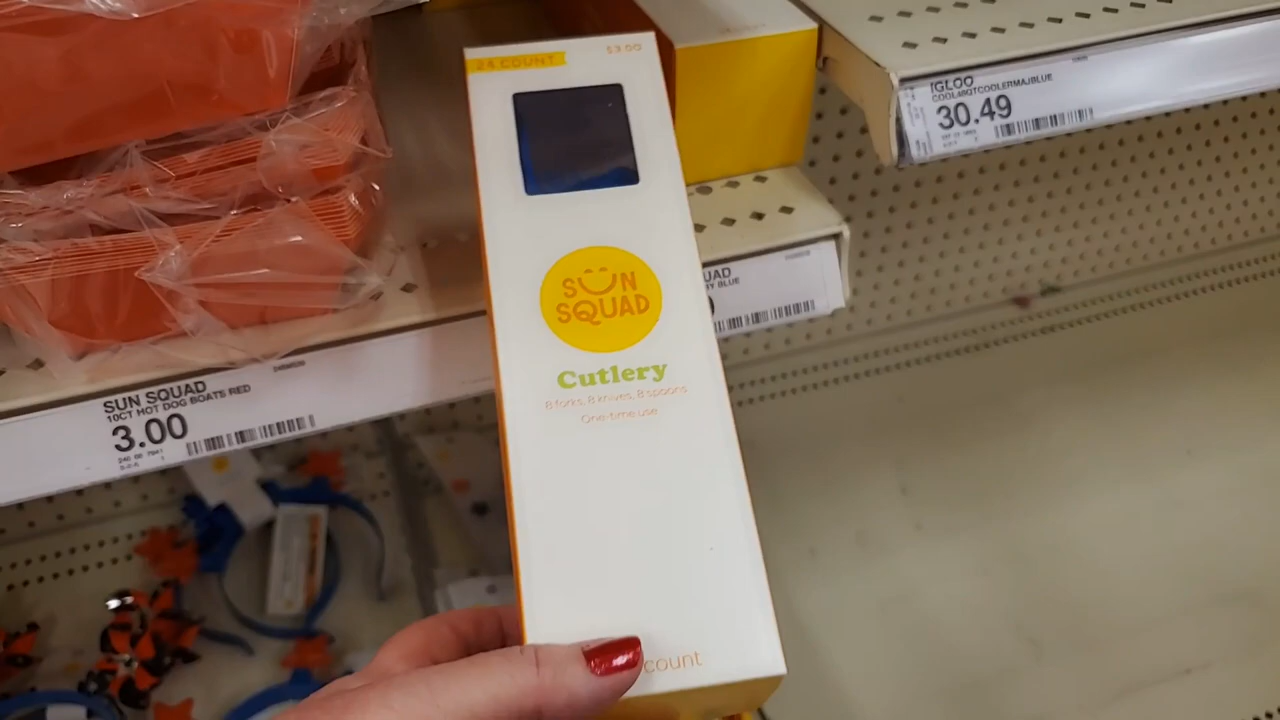 24 COUNT
$3.00
SUN
SQUAD
Cutlery
8 forks, 8 knives, 8 spoons
One-time use
count
IGLOO
COOL48QTCOOLERMAJBLUE
30.49
UAD
Y BLUE
SUN SQUAD
10CT HOT DOG BOATS RED
3.00